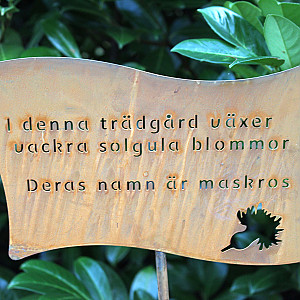 I denna trädgård växer
vackra solgula blommor
Deras namn är maskros